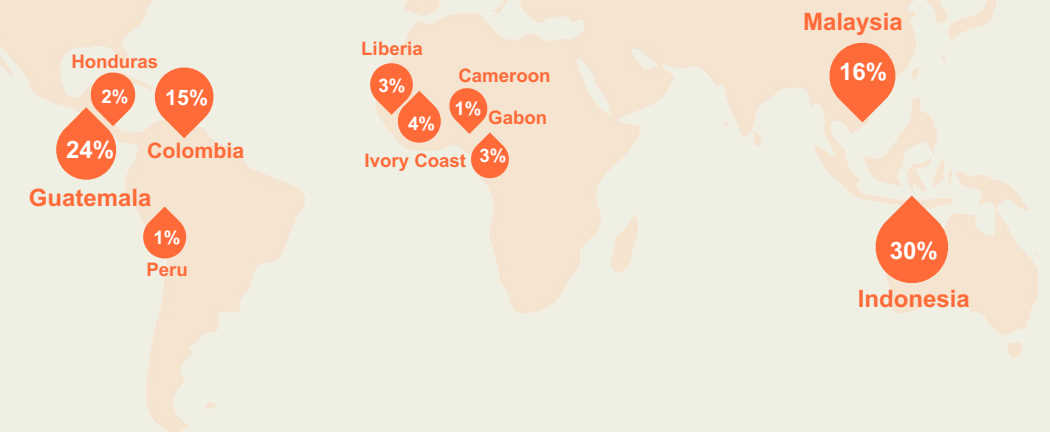 Honduras
2%
15%
Colombia
24%
Guatemala
1%
Peru
Liberia
3%
4%
Ivory Coast
Cameroon
1%
Gabon
3%
Malaysia
16%
30%
Indonesia